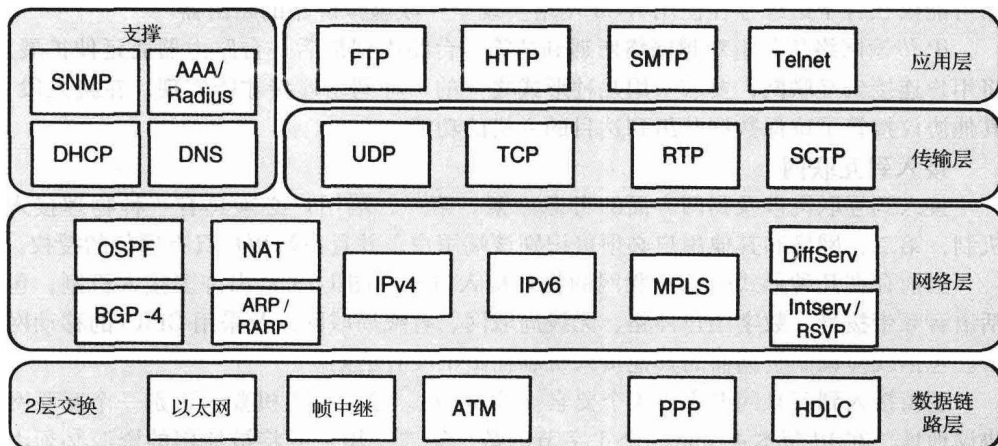 支撑
SNMP
AAA/
Radius
DHCP
DNS
FTP
HTTP
SMTP
Telnet
应用层
UDP
TCP
RTP
SCTP
传输层
OSPF
NAT
BGP -4
ARP /
RARP
IPv4
IPv6
MPLS
DiffServ
Intserv /
RSVP
网络层
2层交换
以太网
帧中继
ATM
PPP
HDLC
数据链
路层